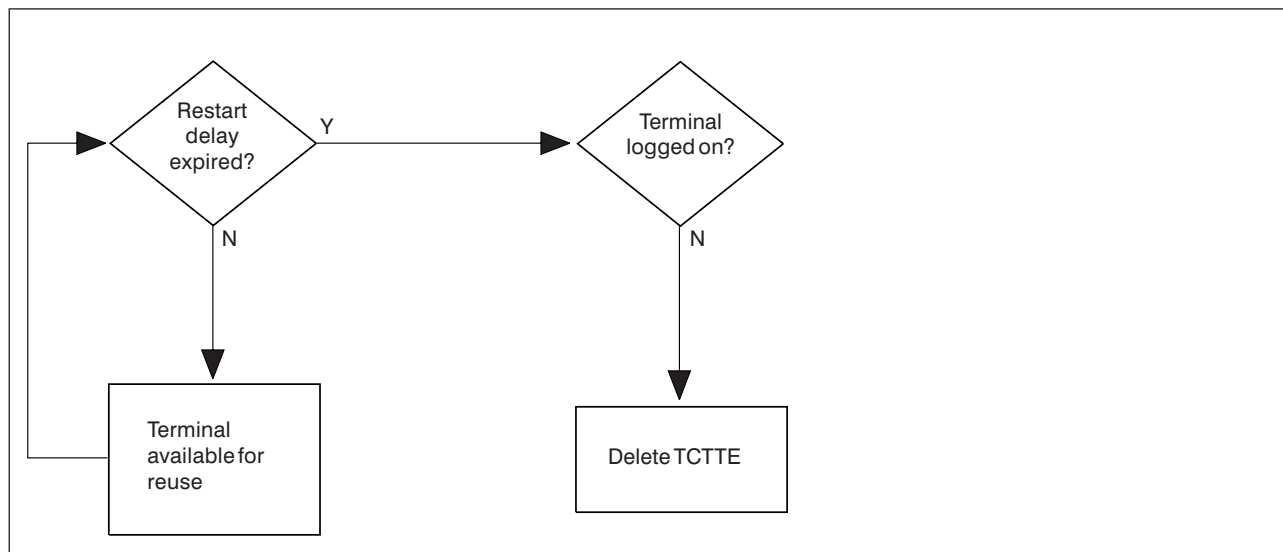 Restart
delay
expired?
Y
N
Terminal
logged on?
N
Terminal
available for
reuse
Delete TCTTE